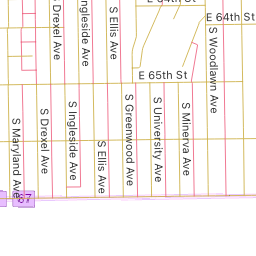 E 64th St
E 64th St
S Drexel Ave
S Ingleside Ave
S Ellis Ave
S Woodlawn Ave
E 65th St
S Maryland Ave
S Drexel Ave
S Ingleside Ave
S Ellis Ave
S Greenwood Ave
S University Ave
S Minerva Ave